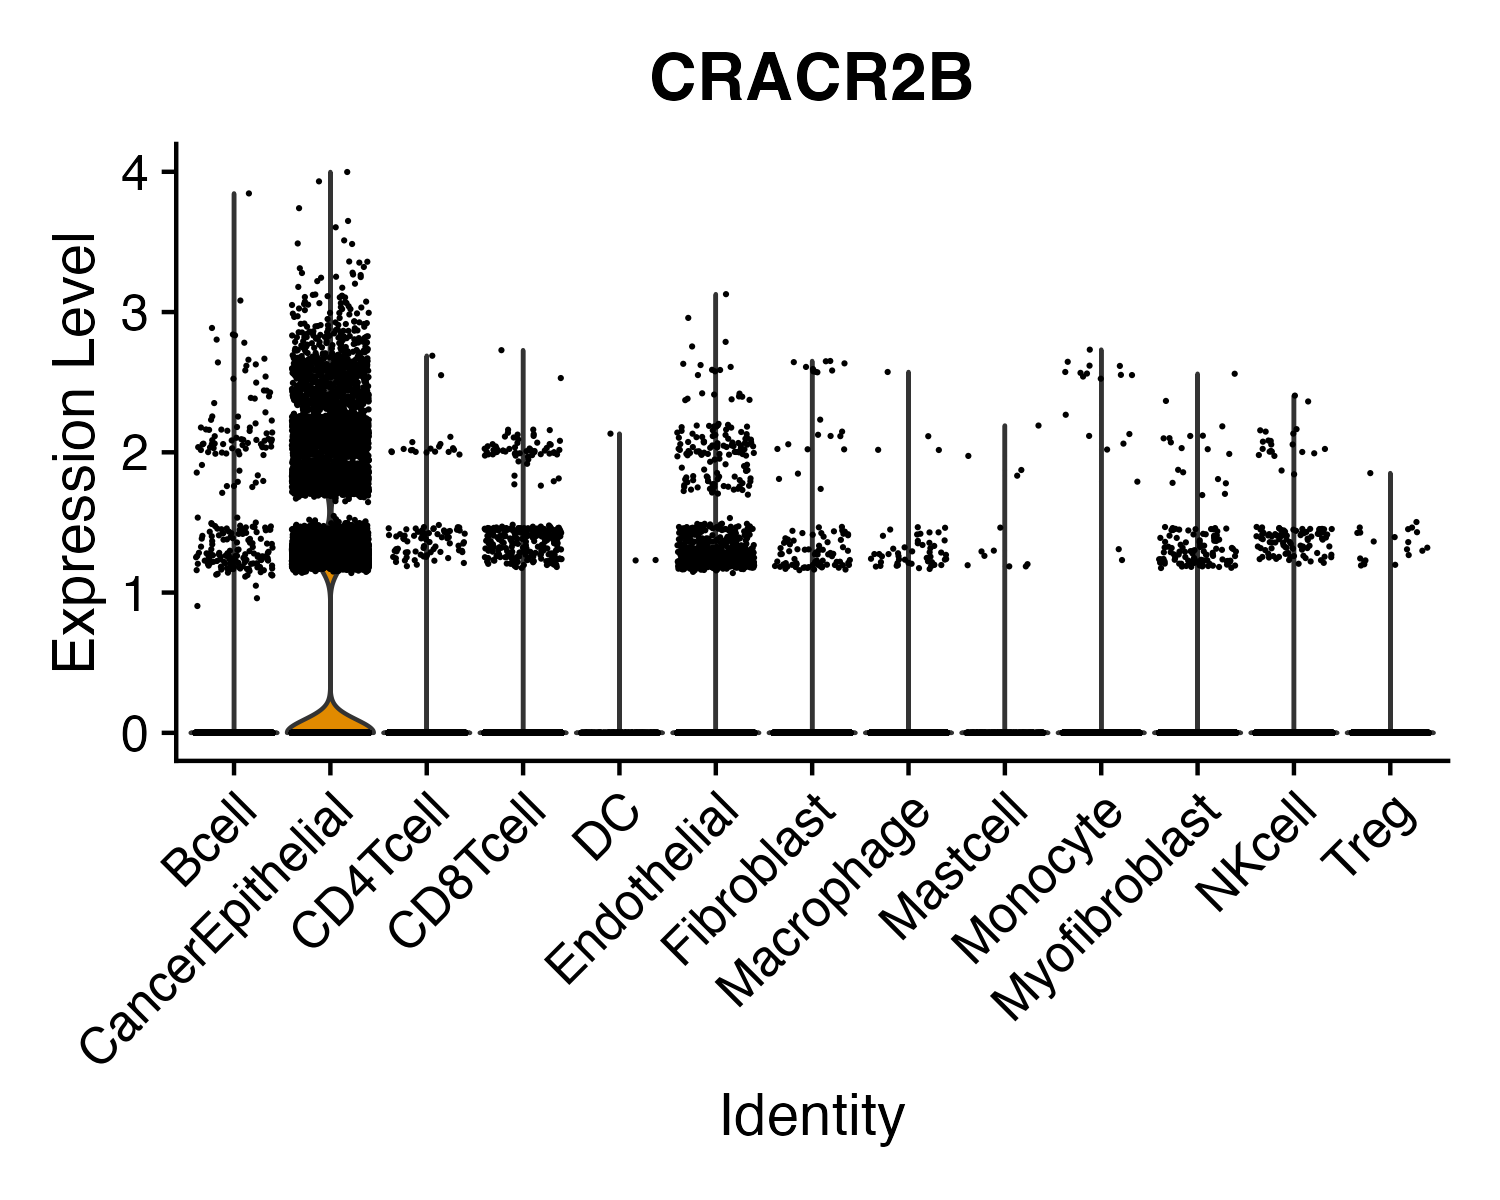 CRACR2B
Expression Level
4
3
2
1
0
Bcell
CancerEpithelial
CD4Tcell
CD8Tcell
DC
Endothelial
Fibroblast
Macrophage
Mastcell
Monocyte
Myofibroblast
NKcell
Treg
Identity